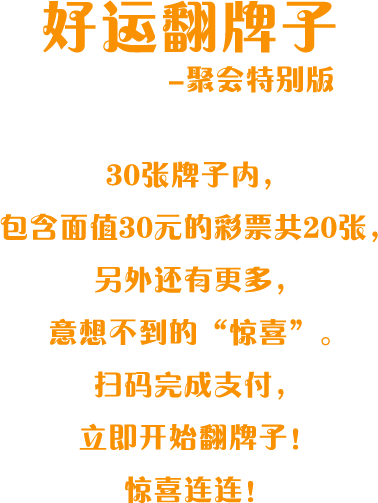 好运翻牌子
-聚会特别版
30张牌子内，
包含面值30元的彩票共20张，
另外还有更多，
意想不到的“惊喜”。
扫码完成支付，
立即开始翻牌子！
惊喜连连！